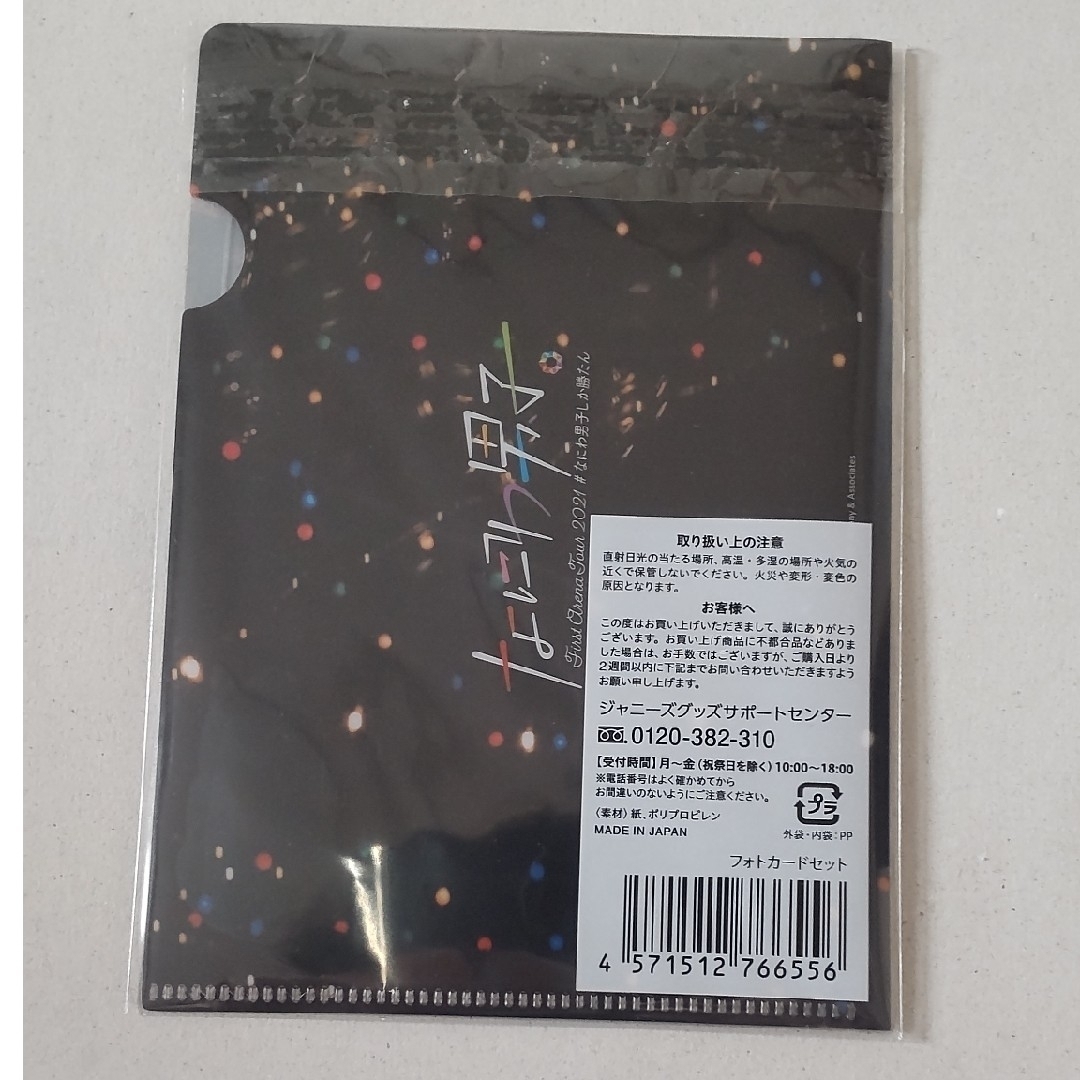 なにわ男子
First Arena Tour 2021 #なにわ男子しか勝たん
& Associates
取り扱い上の注意
直射日光の当たる場所、高温・多湿の場所や火気の
近くで保管しないでください。火災や変形・変色の
原因となります。
お客様へ
この度はお買い上げいただきまして、誠にありがとう
ございます。お買い上げ商品に不都合品などありま
した場合は、お手数ではございますが、ご購入日より
2週間以内に下記までお問い合わせいただきますよう
お願い申し上げます。
ジャニーズグッズサポートセンター
0120-382-310
【受付時間】月～金(祝祭日を除く)10:00～18:00
※電話番号はよく確かめてから
お間違いのないようにご注意ください。
〈素材〉紙、ポリプロピレン
MADE IN JAPAN
プラ
外袋・内袋:PP
フォトカードセット
4 571512 766556